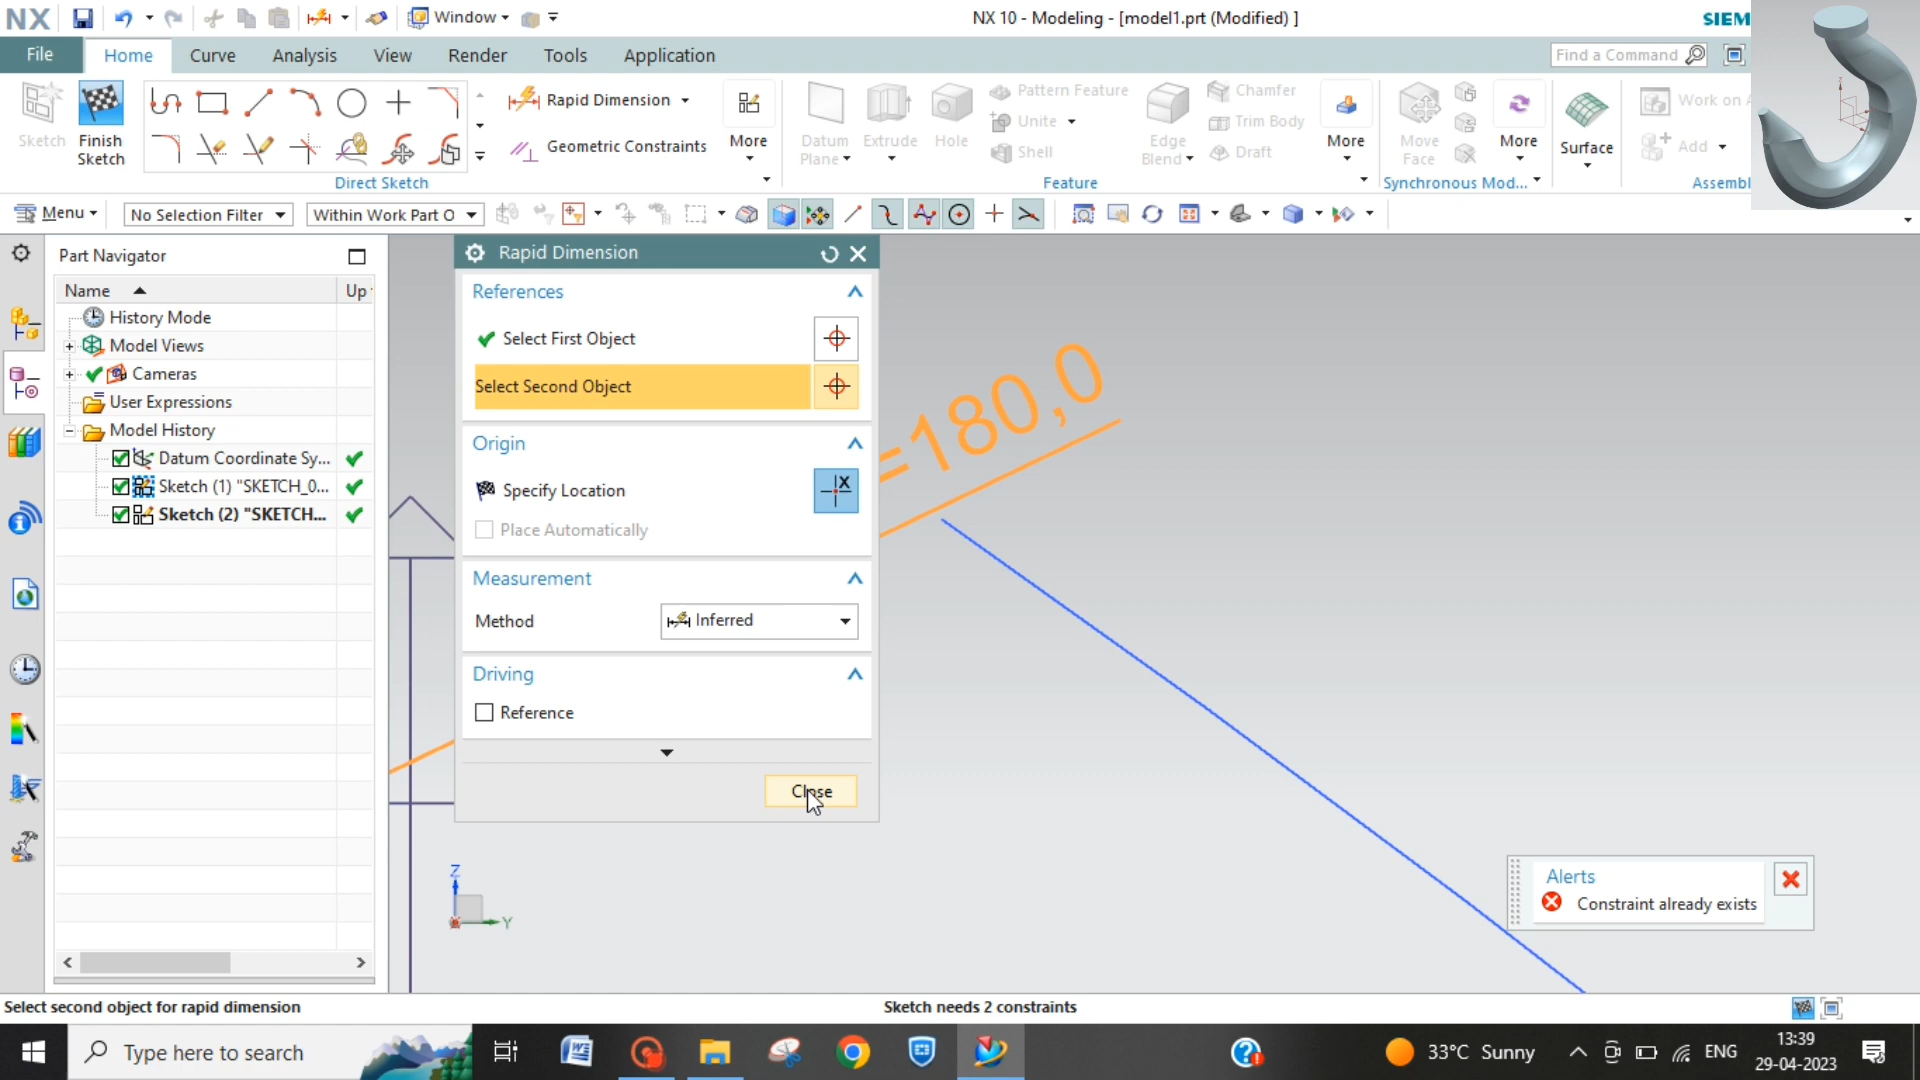 NX
Window
NX 10 - Modeling - [model1.prt (Modified) ]
SIEM
File
Home
Curve
Analysis
View
Render
Tools
Application
Find a Command
Sketch
Finish
Sketch
Rapid Dimension
Geometric Constraints
More
Direct Sketch
Datum
Plane
Extrude
Hole
Pattern Feature
Unite
Shell
Edge
Blend
Chamfer
Trim Body
Draft
More
Feature
Move
Face
More
Synchronous Mod...
Surface
Work on A
Add
Assembl
Menu
No Selection Filter
Within Work Part O
Part Navigator
Name
Up
History Mode
Model Views
Cameras
User Expressions
Model History
Datum Coordinate Sy...
Sketch (1) "SKETCH_0...
Sketch (2) "SKETCH...
Rapid Dimension
References
Select First Object
Select Second Object
Origin
Specify Location
Place Automatically
Measurement
Method
Inferred
Driving
Reference
Close
=180,0
Z
Y
Alerts
Constraint already exists
Select second object for rapid dimension
Sketch needs 2 constraints
Type here to search
33°C Sunny
ENG
13:39
29-04-2023